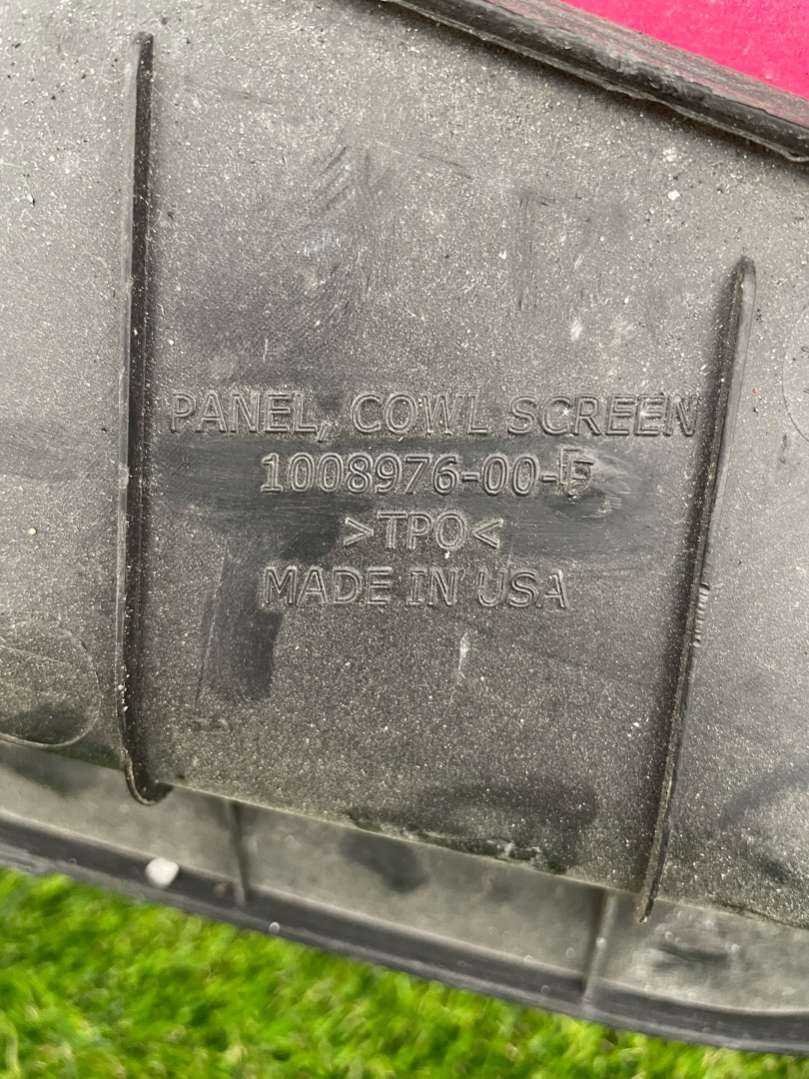 PANEL, COWL SCREEN
1008976-00-F
>TPO<
MADE IN USA